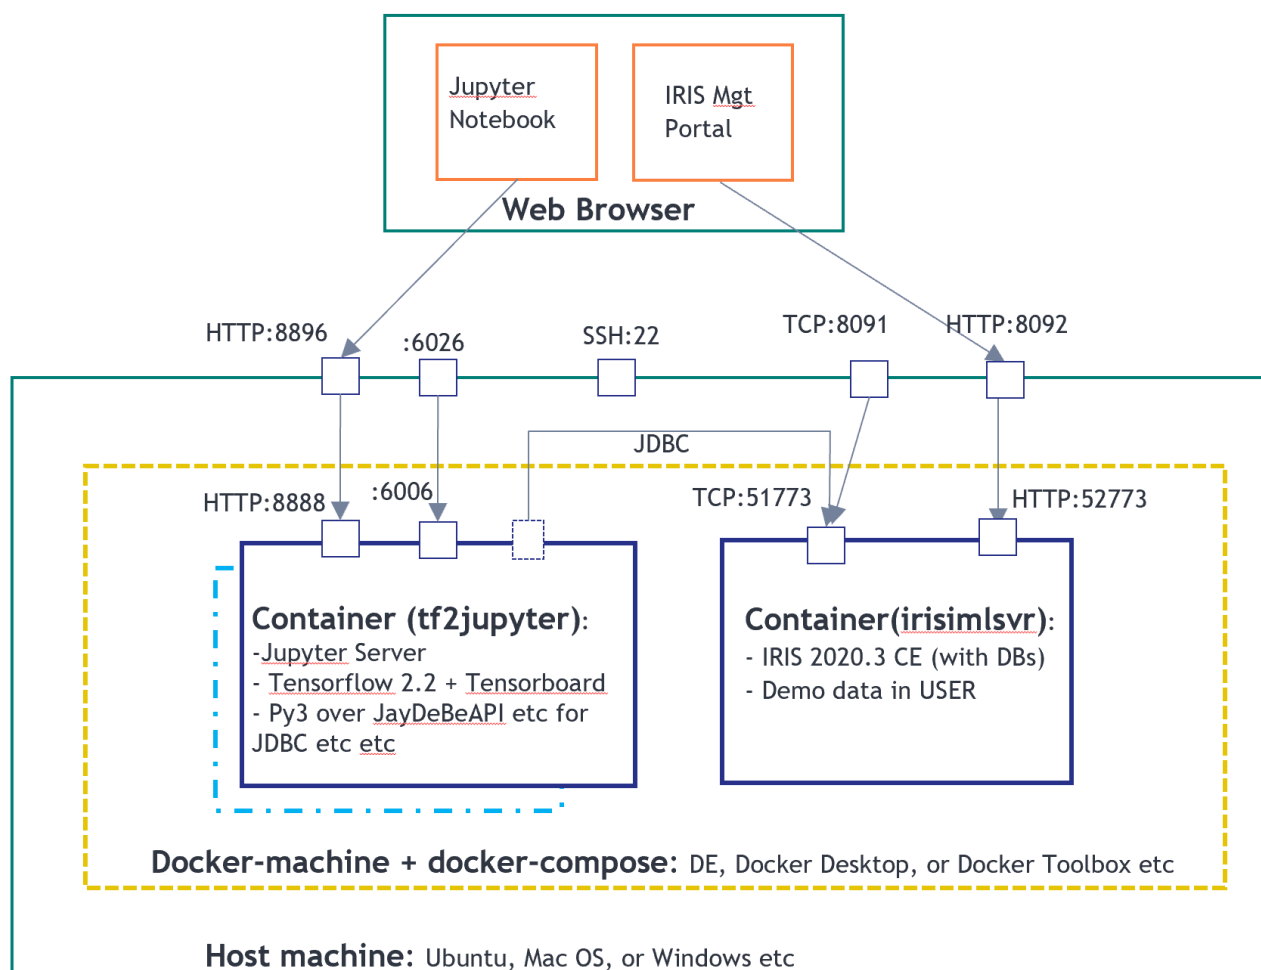 Jupyter
Notebook
IRIS Mgt
Portal
Web Browser
HTTP:8896
:6026
SSH:22
TCP:8091
HTTP:8092
JDBC
HTTP:8888
:6006
TCP:51773
HTTP:52773
Container (tf2jupyter):
-Jupyter Server
- Tensorflow 2.2 + Tensorboard
- Py3 over JayDeBeAPI etc for
JDBC etc etc
Container(irisimlsvr):
- IRIS 2020.3 CE (with DBs)
- Demo data in USER
Docker-machine + docker-compose: DE, Docker Desktop, or Docker Toolbox etc
Host machine: Ubuntu, Mac OS, or Windows etc